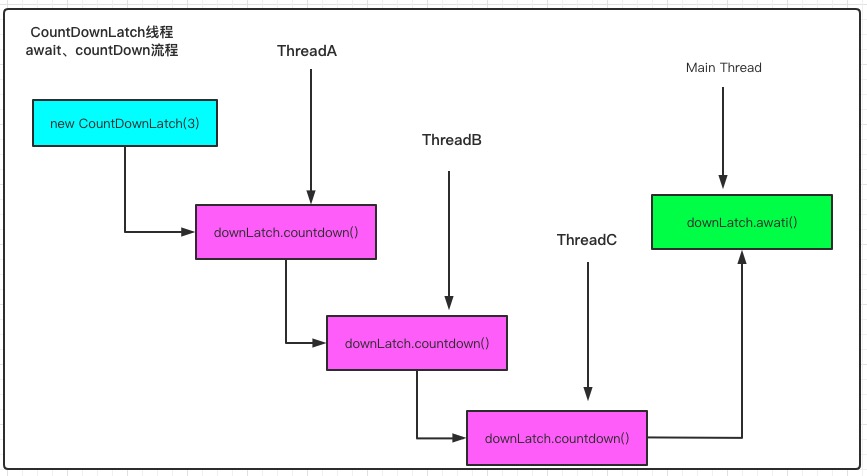 CountDownLatch线程
await、countDown流程
ThreadA
Main Thread
new CountDownLatch(3)
ThreadB
downLatch.awati()
downLatch.countdown()
ThreadC
downLatch.countdown()
downLatch.countdown()